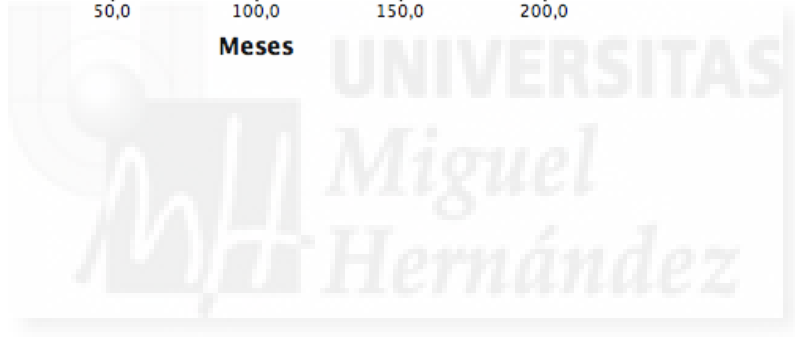 50,0 100,0 150,0 200,0
Meses
UNIVERSITAS
Miguel
Hernández